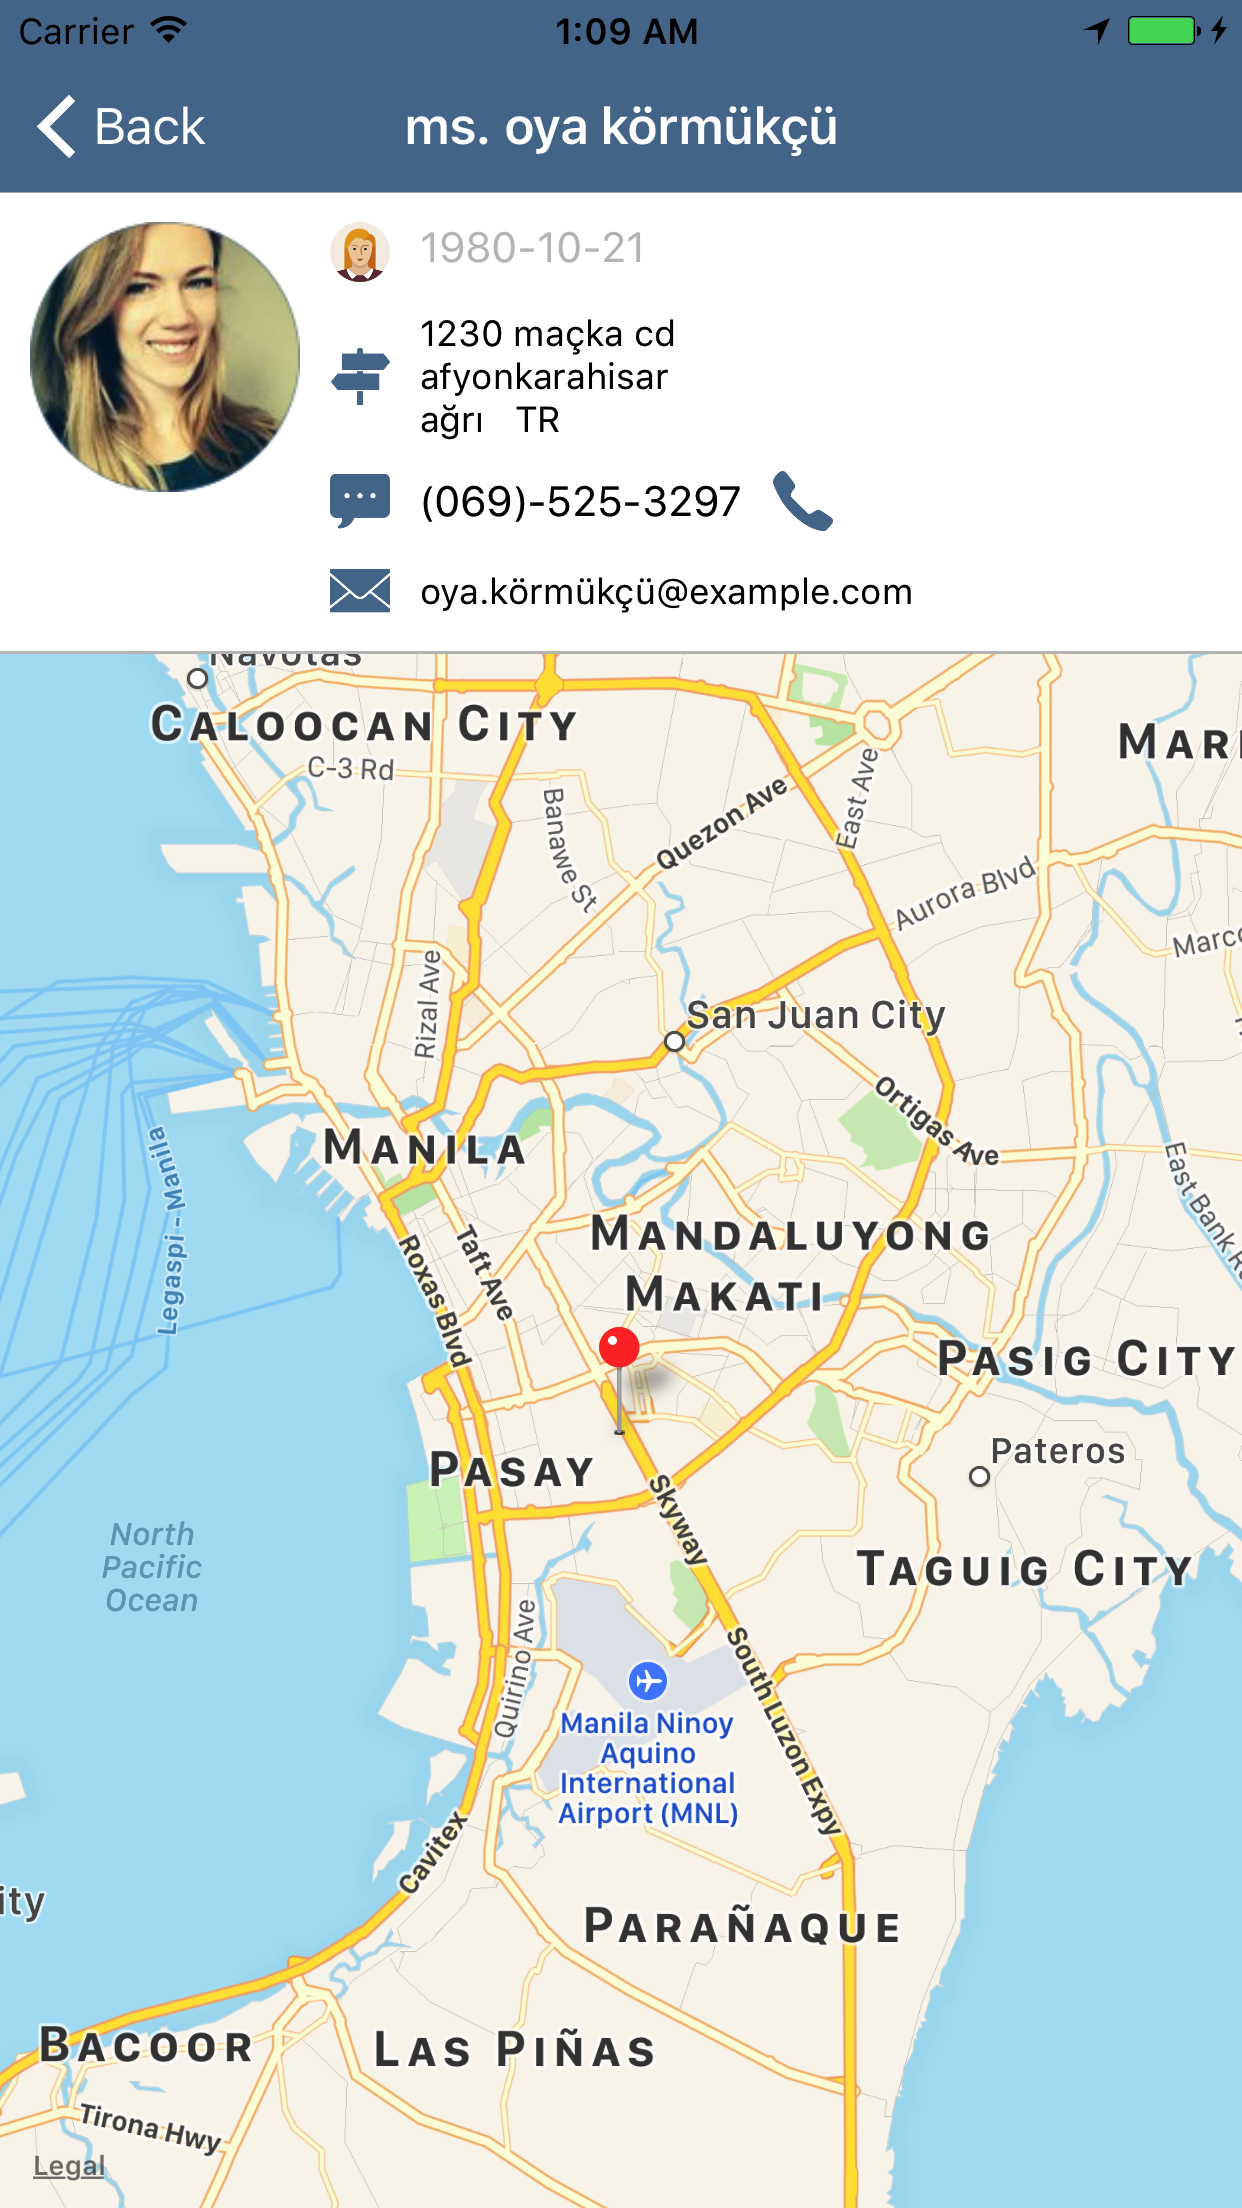 Carrier 1:09 AM
Back ms. oya körmükçü
1980-10-21
1230 maçka cd
afyonkarahisar
ağrı TR
(069)-525-3297
oya.körmükçü@example.com
Navotas
CALOOCAN CITY
MARI
C-3 Rd
Banawe St
Quezon Ave
East Ave
Aurora Blvd
Marco
Rizal Ave
San Juan City
Ortigas Ave
MANILA
Legaspi - Manila
East Bank R
MANDALUYONG
Taft Ave
Roxas Blvd
MAKATI
PASIG CITY
PASAY
Pateros
Skyway
North
Pacific
Ocean
TAGUIG CITY
Quirino Ave
South Luzon Expy
Manila Ninoy
Aquino
International
Airport (MNL)
Cavitex
ity
PARAÑAQUE
BACOOR
LAS PIÑAS
Tirona Hwy
Legal